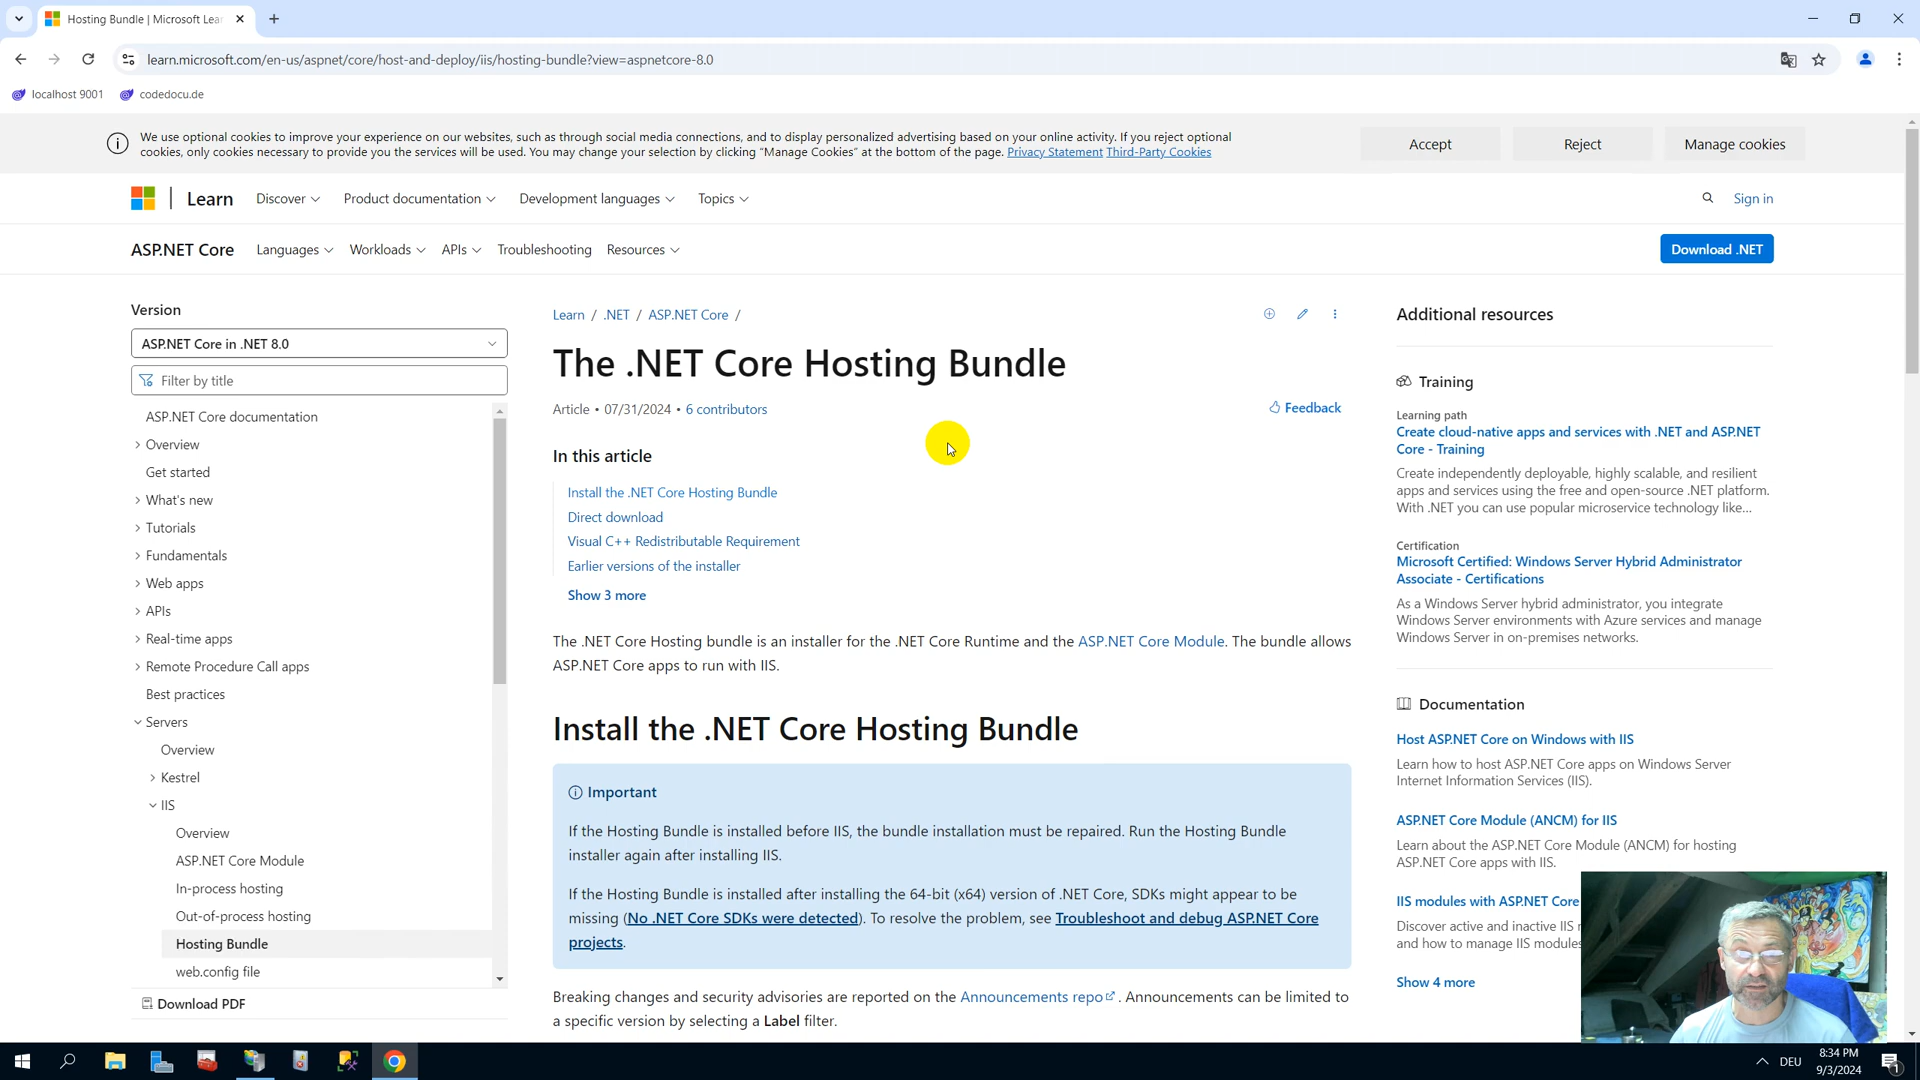 Hosting Bundle | Microsoft Lear
learn.microsoft.com/en-us/aspnet/core/host-and-deploy/iis/hosting-bundle?view=aspnetcore-8.0
localhost 9001
codedocu.de
We use optional cookies to improve your experience on our websites, such as through social media connections, and to display personalized advertising based on your online activity. If you reject optional
cookies, only cookies necessary to provide you the services will be used. You may change your selection by clicking "Manage Cookies" at the bottom of the page. Privacy Statement Third-Party Cookies
Accept
Reject
Manage cookies
Learn
Discover
Product documentation
Development languages
Topics
Sign in
ASP.NET Core
Languages
Workloads
APIs
Troubleshooting
Resources
Download .NET
Version
ASP.NET Core in .NET 8.0
Filter by title
ASP.NET Core documentation
Overview
Get started
What's new
Tutorials
Fundamentals
Web apps
APIs
Real-time apps
Remote Procedure Call apps
Best practices
Servers
Overview
Kestrel
IIS
Overview
ASP.NET Core Module
In-process hosting
Out-of-process hosting
Hosting Bundle
web.config file
Download PDF
Learn / .NET / ASP.NET Core /
The .NET Core Hosting Bundle
Article • 07/31/2024 • 6 contributors
Feedback
In this article
Install the .NET Core Hosting Bundle
Direct download
Visual C++ Redistributable Requirement
Earlier versions of the installer
Show 3 more
The .NET Core Hosting bundle is an installer for the .NET Core Runtime and the ASP.NET Core Module. The bundle allows
ASP.NET Core apps to run with IIS.
Install the .NET Core Hosting Bundle
Important
If the Hosting Bundle is installed before IIS, the bundle installation must be repaired. Run the Hosting Bundle
installer again after installing IIS.
If the Hosting Bundle is installed after installing the 64-bit (x64) version of .NET Core, SDKs might appear to be
missing (No .NET Core SDKs were detected). To resolve the problem, see Troubleshoot and debug ASP.NET Core
projects.
Breaking changes and security advisories are reported on the Announcements repo. Announcements can be limited to
a specific version by selecting a Label filter.
Additional resources
Training
Learning path
Create cloud-native apps and services with .NET and ASP.NET
Core - Training
Create independently deployable, highly scalable, and resilient
apps and services using the free and open-source .NET platform.
With .NET you can use popular microservice technology like...
Certification
Microsoft Certified: Windows Server Hybrid Administrator
Associate - Certifications
As a Windows Server hybrid administrator, you integrate
Windows Server environments with Azure services and manage
Windows Server in on-premises networks.
Documentation
Host ASP.NET Core on Windows with IIS
Learn how to host ASP.NET Core apps on Windows Server
Internet Information Services (IIS).
ASP.NET Core Module (ANCM) for IIS
Learn about the ASP.NET Core Module (ANCM) for hosting
ASP.NET Core apps with IIS.
IIS modules with ASP.NET Core
Discover active and inactive IIS
and how to manage IIS modules
Show 4 more
DEU
8:34 PM
9/3/2024
1